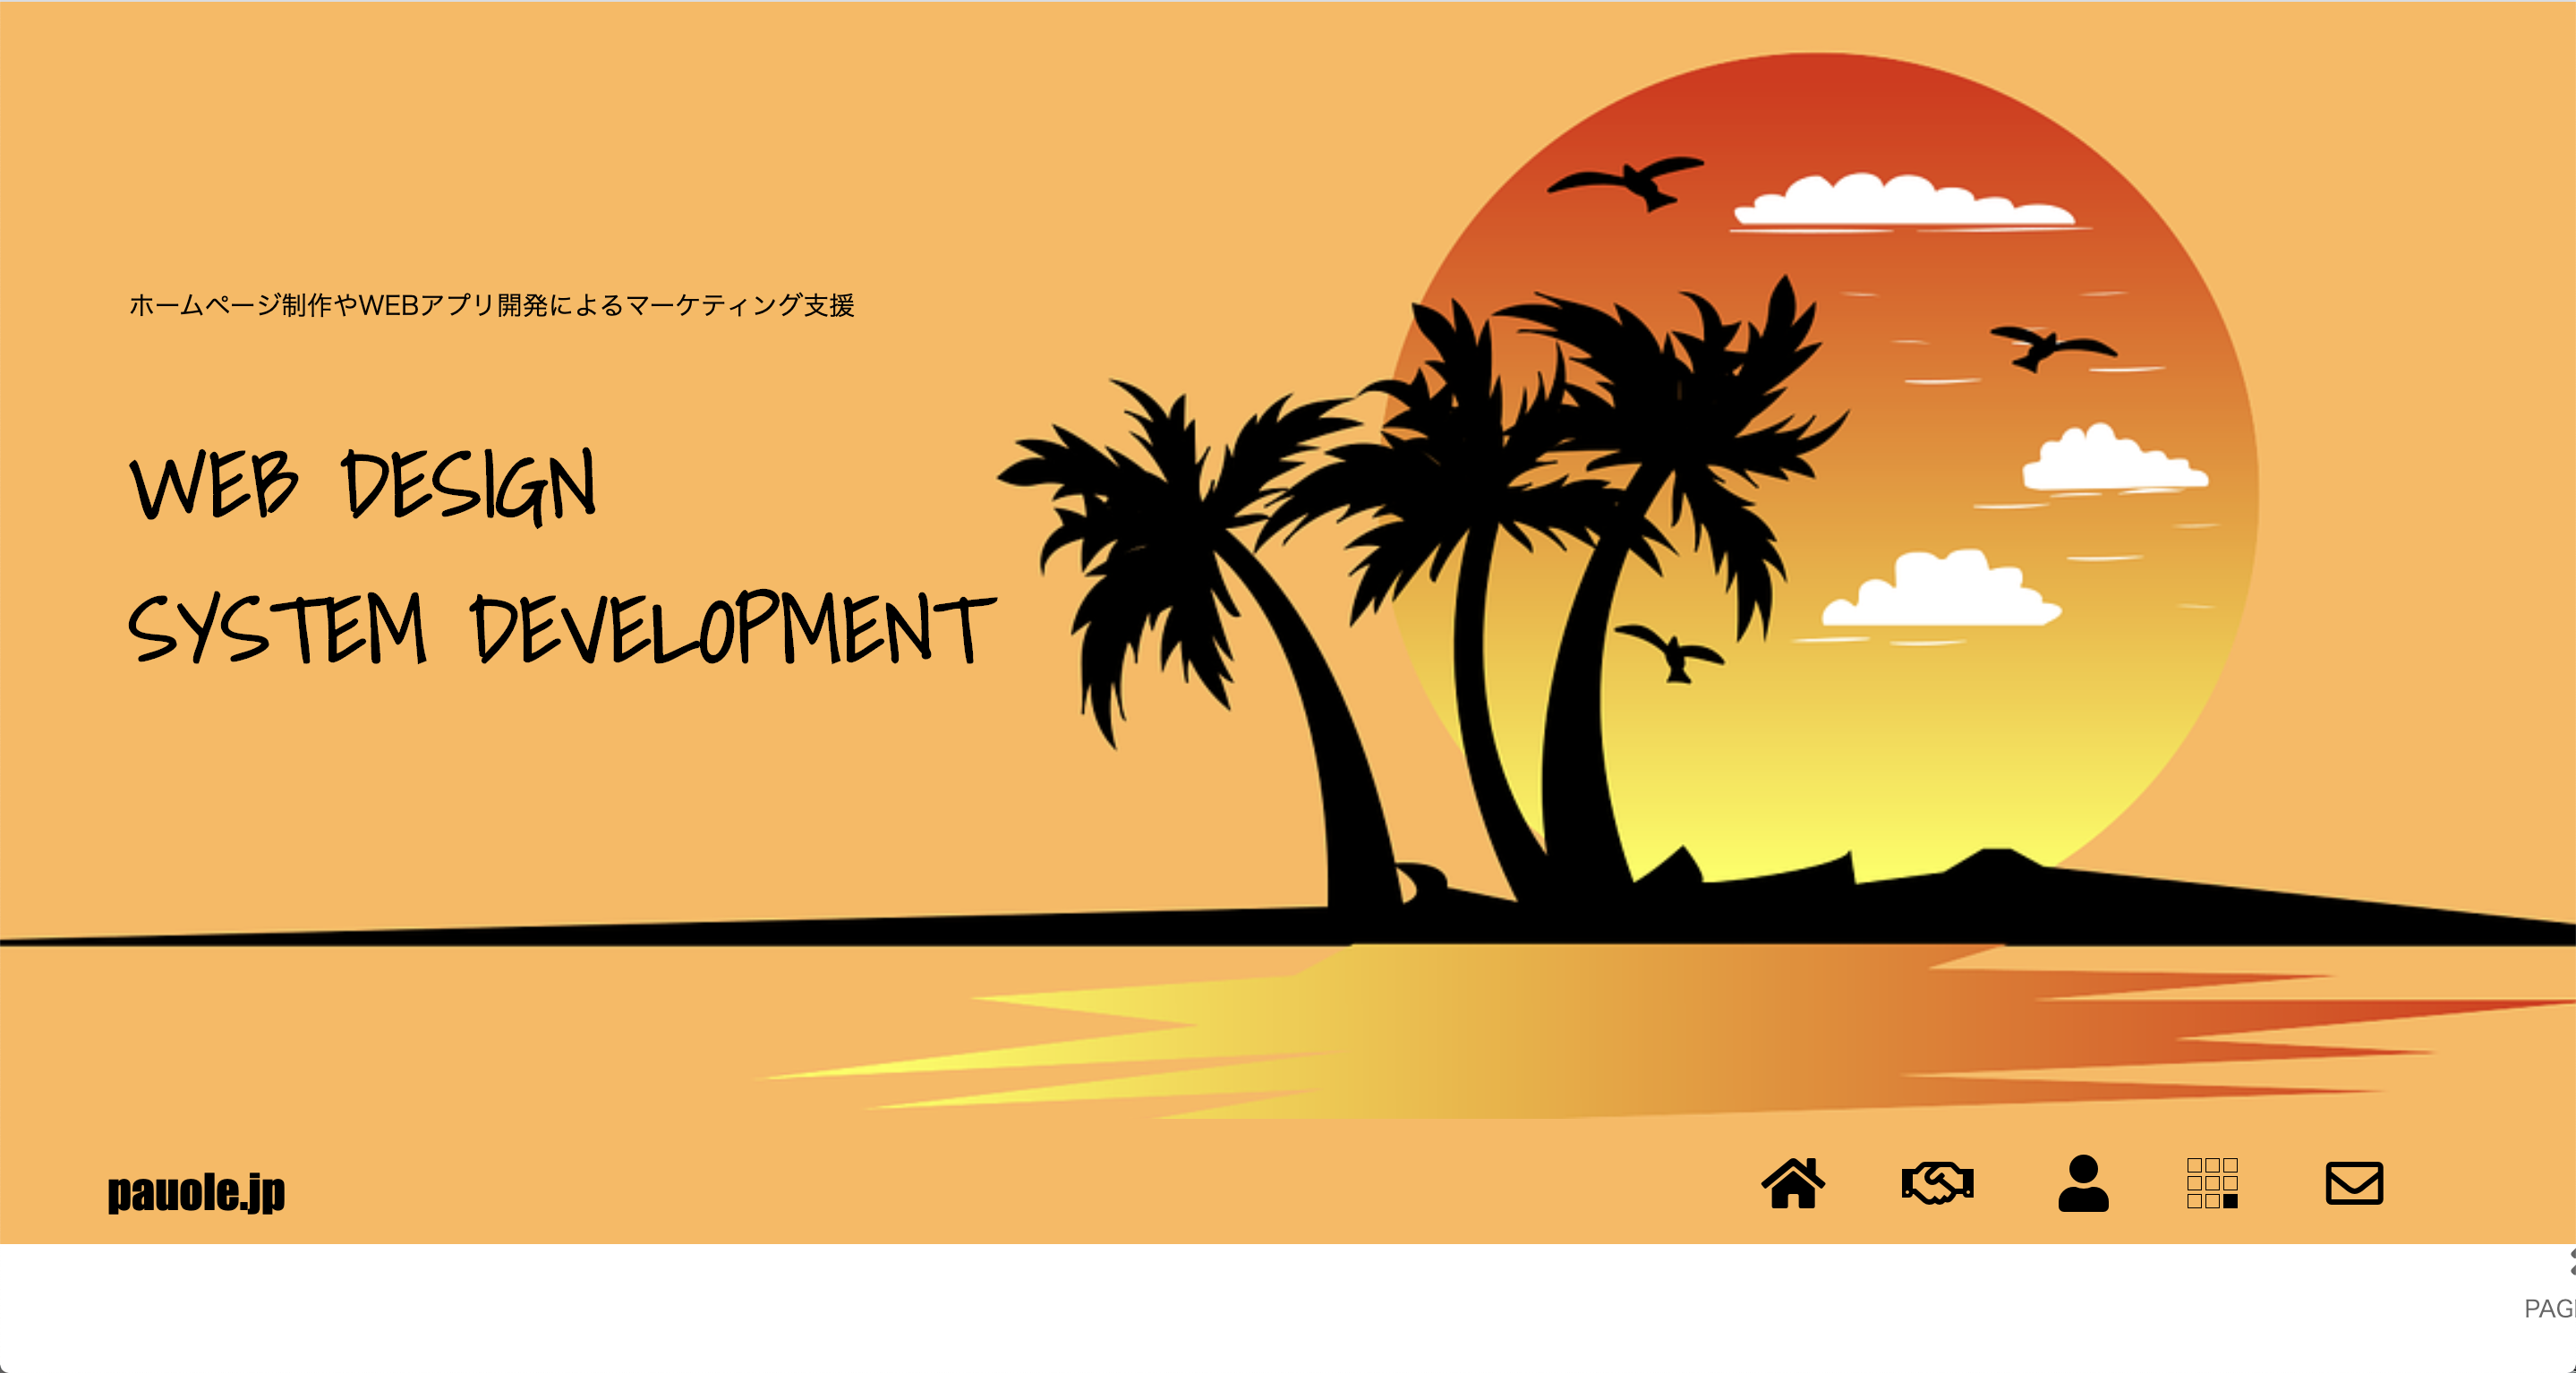 ホームページ制作やWEBアプリ開発によるマーケティング支援
WEB DESIGN
SYSTEM DEVELOPMENT
pauole.jp